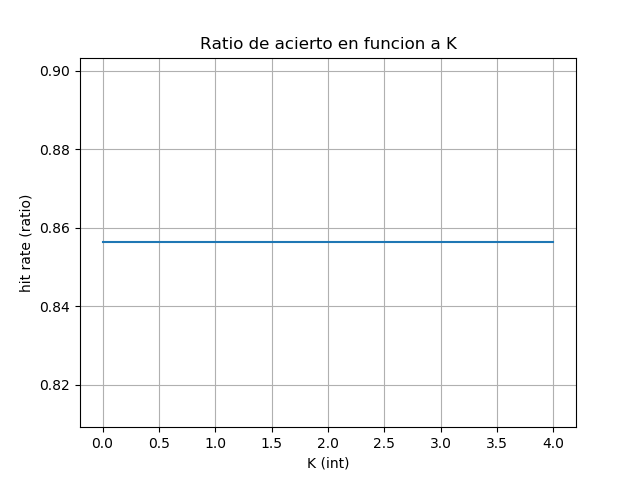 Ratio de acierto en funcion a K
0.90
0.88
0.86
0.84
0.82
hit rate (ratio)
0.0 0.5 1.0 1.5 2.0 2.5 3.0 3.5 4.0
K (int)